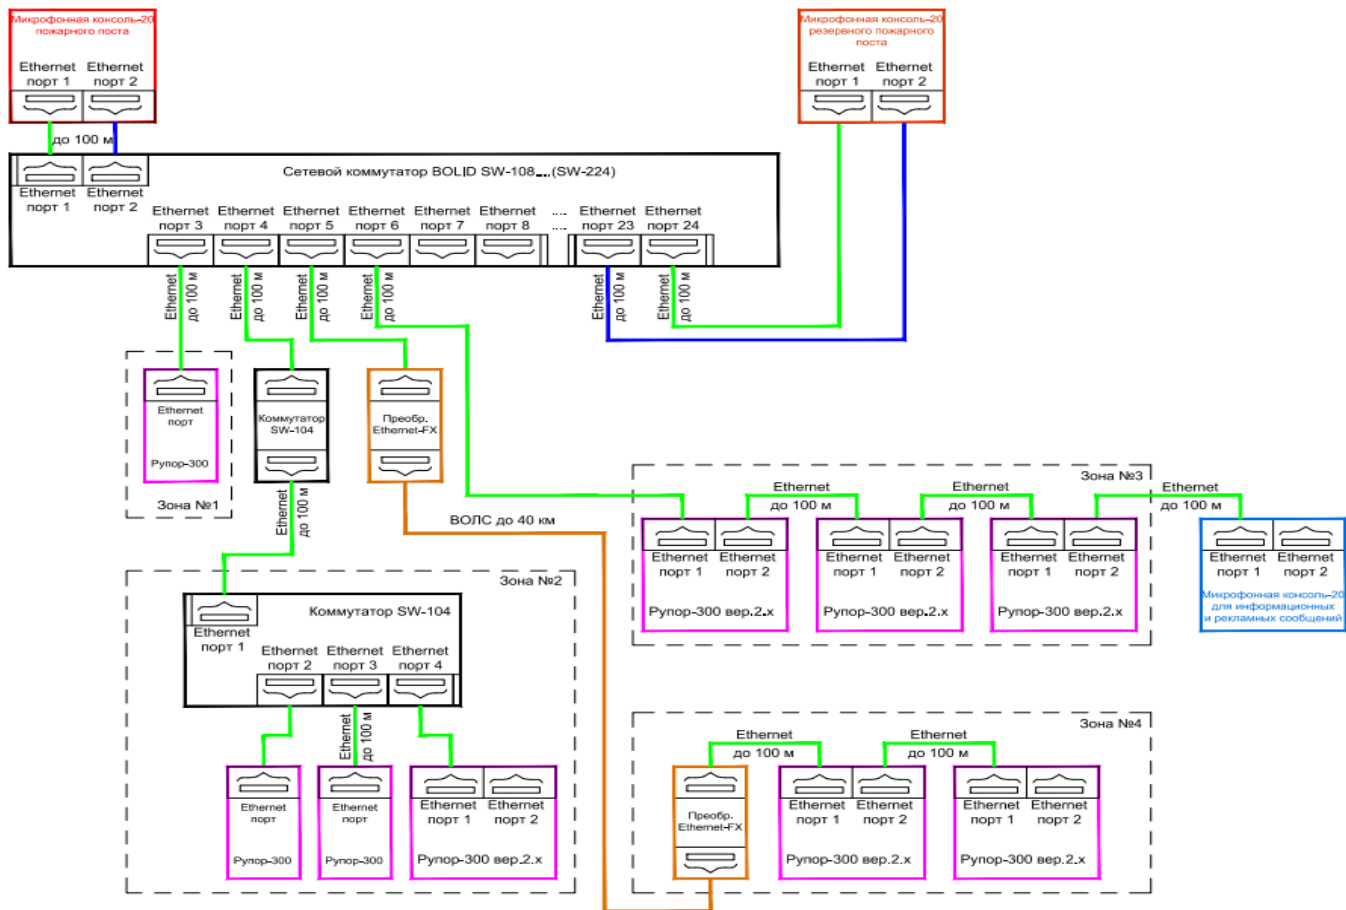 Микрофонная консоль-20
пожарного поста
Ethernet
порт 1
Ethernet
порт 2
до 100 м
Микрофонная консоль-20
резервного пожарного
поста
Ethernet
порт 1
Ethernet
порт 2
Сетевой коммутатор BOLID SW-108....(SW-224)
Ethernet
порт 1
Ethernet
порт 2
Ethernet
порт 3
Ethernet
порт 4
Ethernet
порт 5
Ethernet
порт 6
Ethernet
порт 7
Ethernet
порт 8
....
....
Ethernet
порт 23
Ethernet
порт 24
Ethernet
до 100 м
Ethernet
до 100 м
Ethernet
до 100 м
Ethernet
до 100 м
Ethernet
до 100 м
Ethernet
до 100 м
Ethernet
порт
Рупор-300
Зона №1
Коммутатор
SW-104
Преобр.
Ethernet-FX
Ethernet
до 100 м
ВОЛС до 40 км
Зона №2
Коммутатор SW-104
Ethernet
порт 1
Ethernet
порт 2
Ethernet
порт 3
Ethernet
порт 4
Ethernet
до 100 м
Ethernet
порт
Рупор-300
Ethernet
порт
Рупор-300
Ethernet
порт 1
Ethernet
порт 2
Рупор-300 вер.2.х
Зона №3
Ethernet
до 100 м
Ethernet
до 100 м
Ethernet
до 100 м
Ethernet
порт 1
Ethernet
порт 2
Рупор-300 вер.2.х
Ethernet
порт 1
Ethernet
порт 2
Рупор-300 вер.2.х
Ethernet
порт 1
Ethernet
порт 2
Рупор-300 вер.2.х
Ethernet
порт 1
Ethernet
порт 2
Микрофонная консоль-20
для информационных
и рекламных сообщений
Зона №4
Ethernet
до 100 м
Ethernet
до 100 м
Преобр.
Ethernet-FX
Ethernet
порт 1
Ethernet
порт 2
Рупор-300 вер.2.х
Ethernet
порт 1
Ethernet
порт 2
Рупор-300 вер.2.х